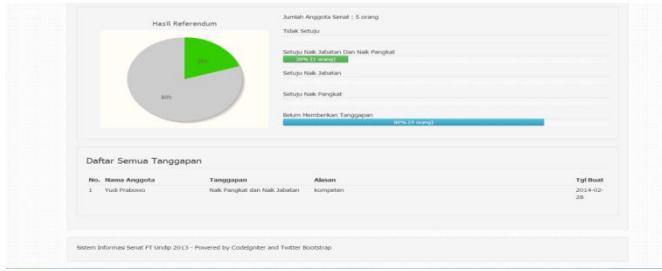 Hasil Referendum
20%
80%
Jumlah Anggota Senat : 5 orang
Tidak Setuju
Setuju Naik Jabatan Dan Naik Pangkat
20% (1 orang)
Setuju Naik Jabatan
Setuju Naik Pangkat
Belum Memberikan Tanggapan
80% (4 orang)
Daftar Semua Tanggapan
No. Nama Anggota Tanggapan Alasan Tgl Buat
1 Yudi Prabowo Naik Pangkat dan Naik Jabatan kompeten 2014-02-
28
Sistem Informasi Senat FT Undip 2013 - Powered by CodeIgniter and Twitter Bootstrap